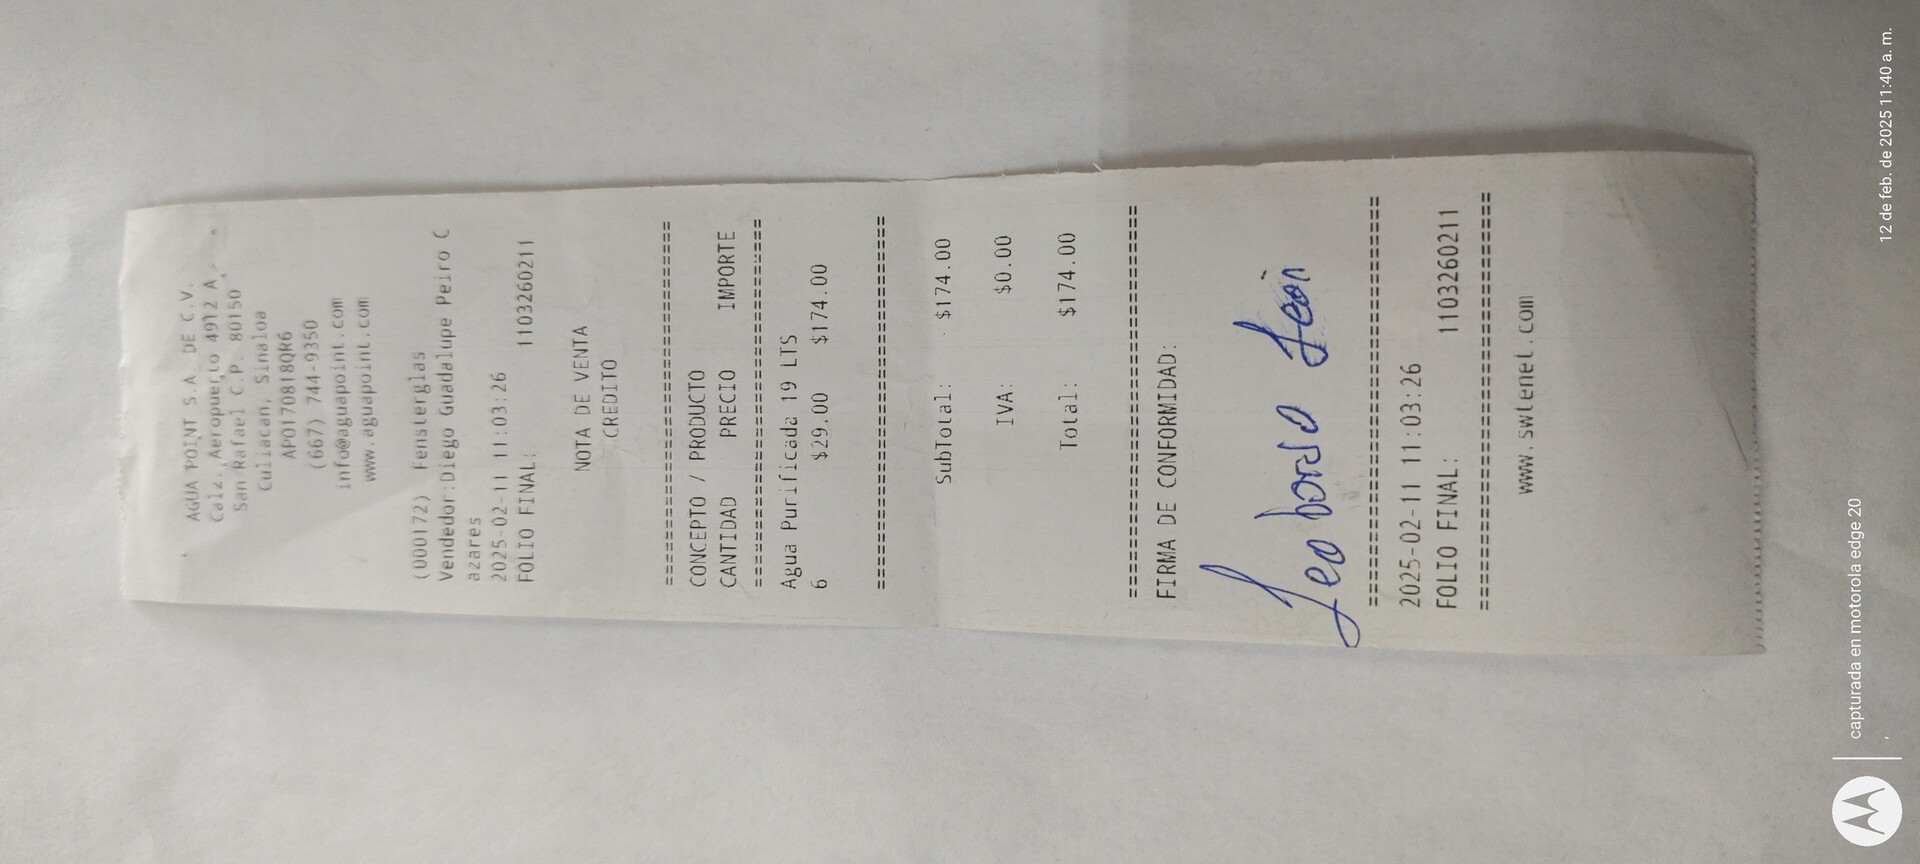 AGUA POINT S.A. DE C.V.
Calz. Aeropuerto 4912 A,
San Rafael C.P. 80150
Culiacan, Sinaloa
APO170818QR6
(667) 744-9350
info@aguapoint.com
www.aguapoint.com
(000172) Fensterglas
Vendedor:Diego Guadalupe Peiro C
azares
2025-02-11 11:03:26
FOLIO FINAL: 1103260211
NOTA DE VENTA
CREDITO
================================
CONCEPTO / PRODUCTO
CANTIDAD PRECIO IMPORTE
================================
Agua Purificada 19 LTS
6 $29.00 $174.00
================================
SubTotal: $174.00
IVA: $0.00
Total: $174.00
==================================
FIRMA DE CONFORMIDAD:
Leobardo León
==================================
2025-02-11 11:03:26
FOLIO FINAL: 1103260211
==================================
www.swtenet.com
capturada en motorola edge 20
,
12 de feb. de 2025 11:40 a. m.